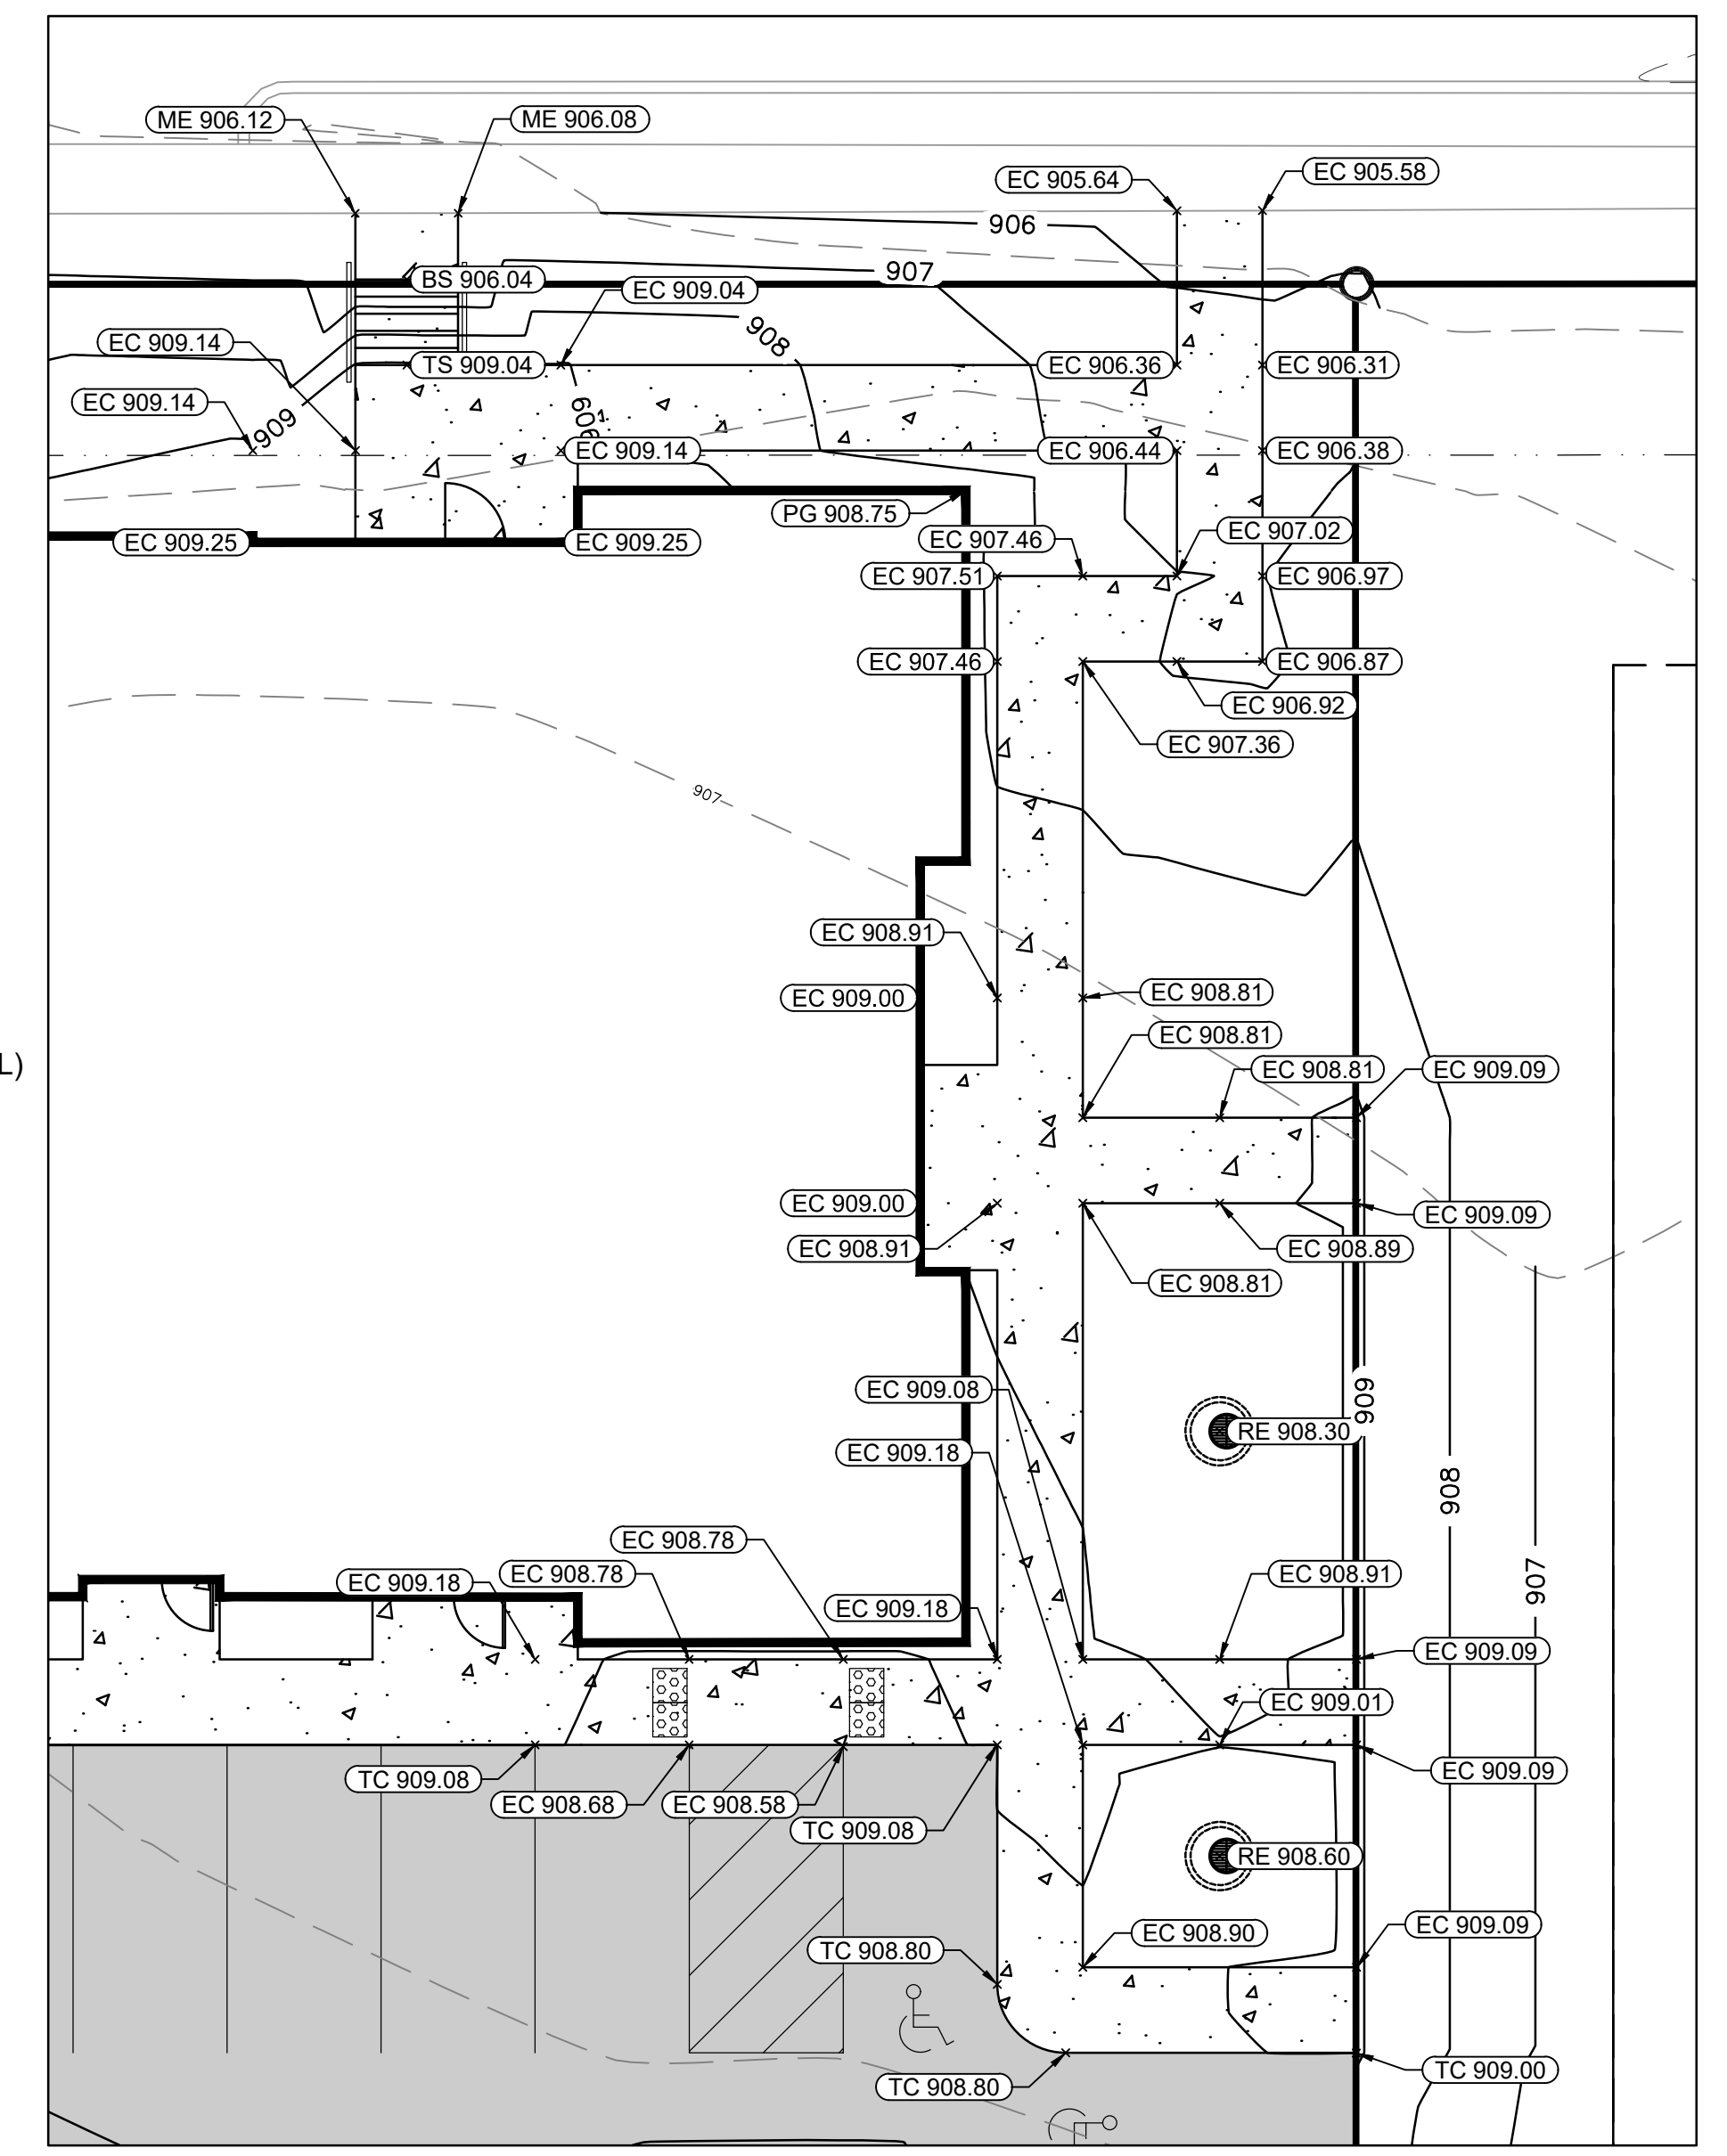 ME 906.12
ME 906.08
EC 905.58
EC 905.64
906
907
BS 906.04
EC 909.04
908
EC 909.14
TS 909.04
EC 906.36
EC 906.31
EC 909.14
909
909
EC 909.14
EC 906.44
EC 906.38
PG 908.75
EC 907.02
EC 909.25
EC 909.25
EC 907.46
EC 907.51
EC 906.97
EC 907.46
EC 906.87
EC 906.92
EC 907.36
907
EC 908.91
EC 909.00
EC 908.81
EC 908.81
L)
EC 908.81
EC 909.09
EC 909.00
EC 909.09
EC 908.91
EC 908.89
EC 908.81
EC 909.08
909
RE 908.30
EC 909.18
908
EC 908.78
907
EC 909.18
EC 908.78
EC 908.91
EC 909.18
EC 909.09
EC 909.01
EC 909.09
TC 909.08
EC 908.68
EC 908.58
TC 909.08
RE 908.60
EC 909.09
EC 908.90
TC 908.80
TC 909.00
TC 908.80